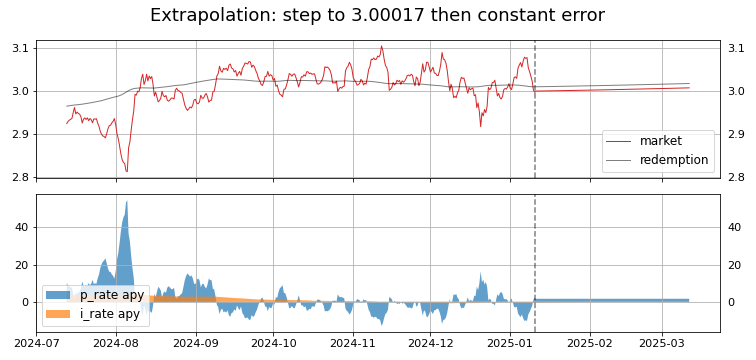 Extrapolation: step to 3.00017 then constant error
3.1 3.1
3.0 3.0
2.9 2.9
2.8 2.8
market
redemption
40 40
20 20
0 0
p_rate apy
i_rate apy
2024-07 2024-08 2024-09 2024-10 2024-11 2024-12 2025-01 2025-02 2025-03